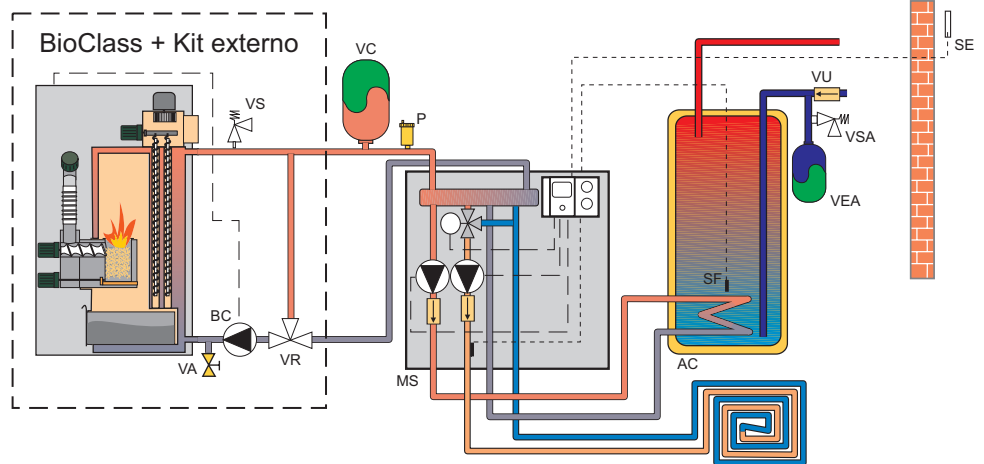 BioClass + Kit externo
VC
SE
VU
VS
P
VSA
VEA
SF
BC
VA
VR
MS
AC